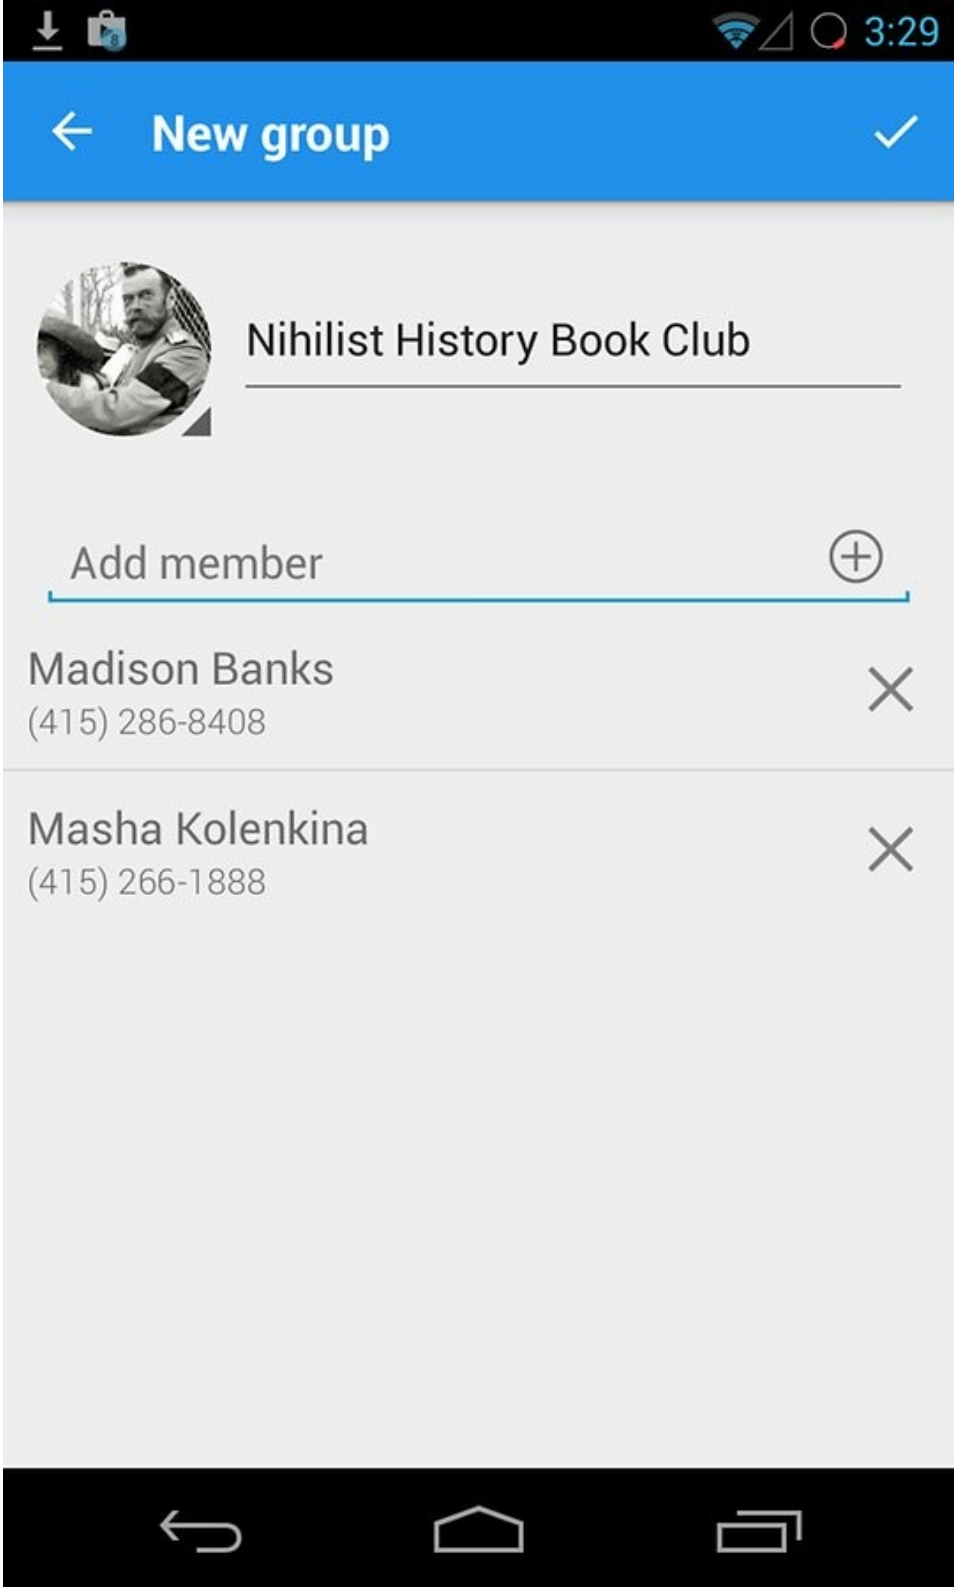 3:29
New group
Nihilist History Book Club
Add member
Madison Banks
(415) 286-8408
Masha Kolenkina
(415) 266-1888